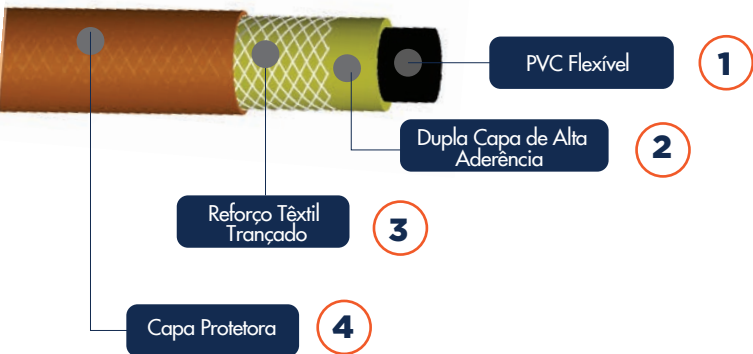 PVC Flexível
1
Dupla Capa de Alta
Aderência
2
Reforço Têxtil
Trançado
3
Capa Protetora
4